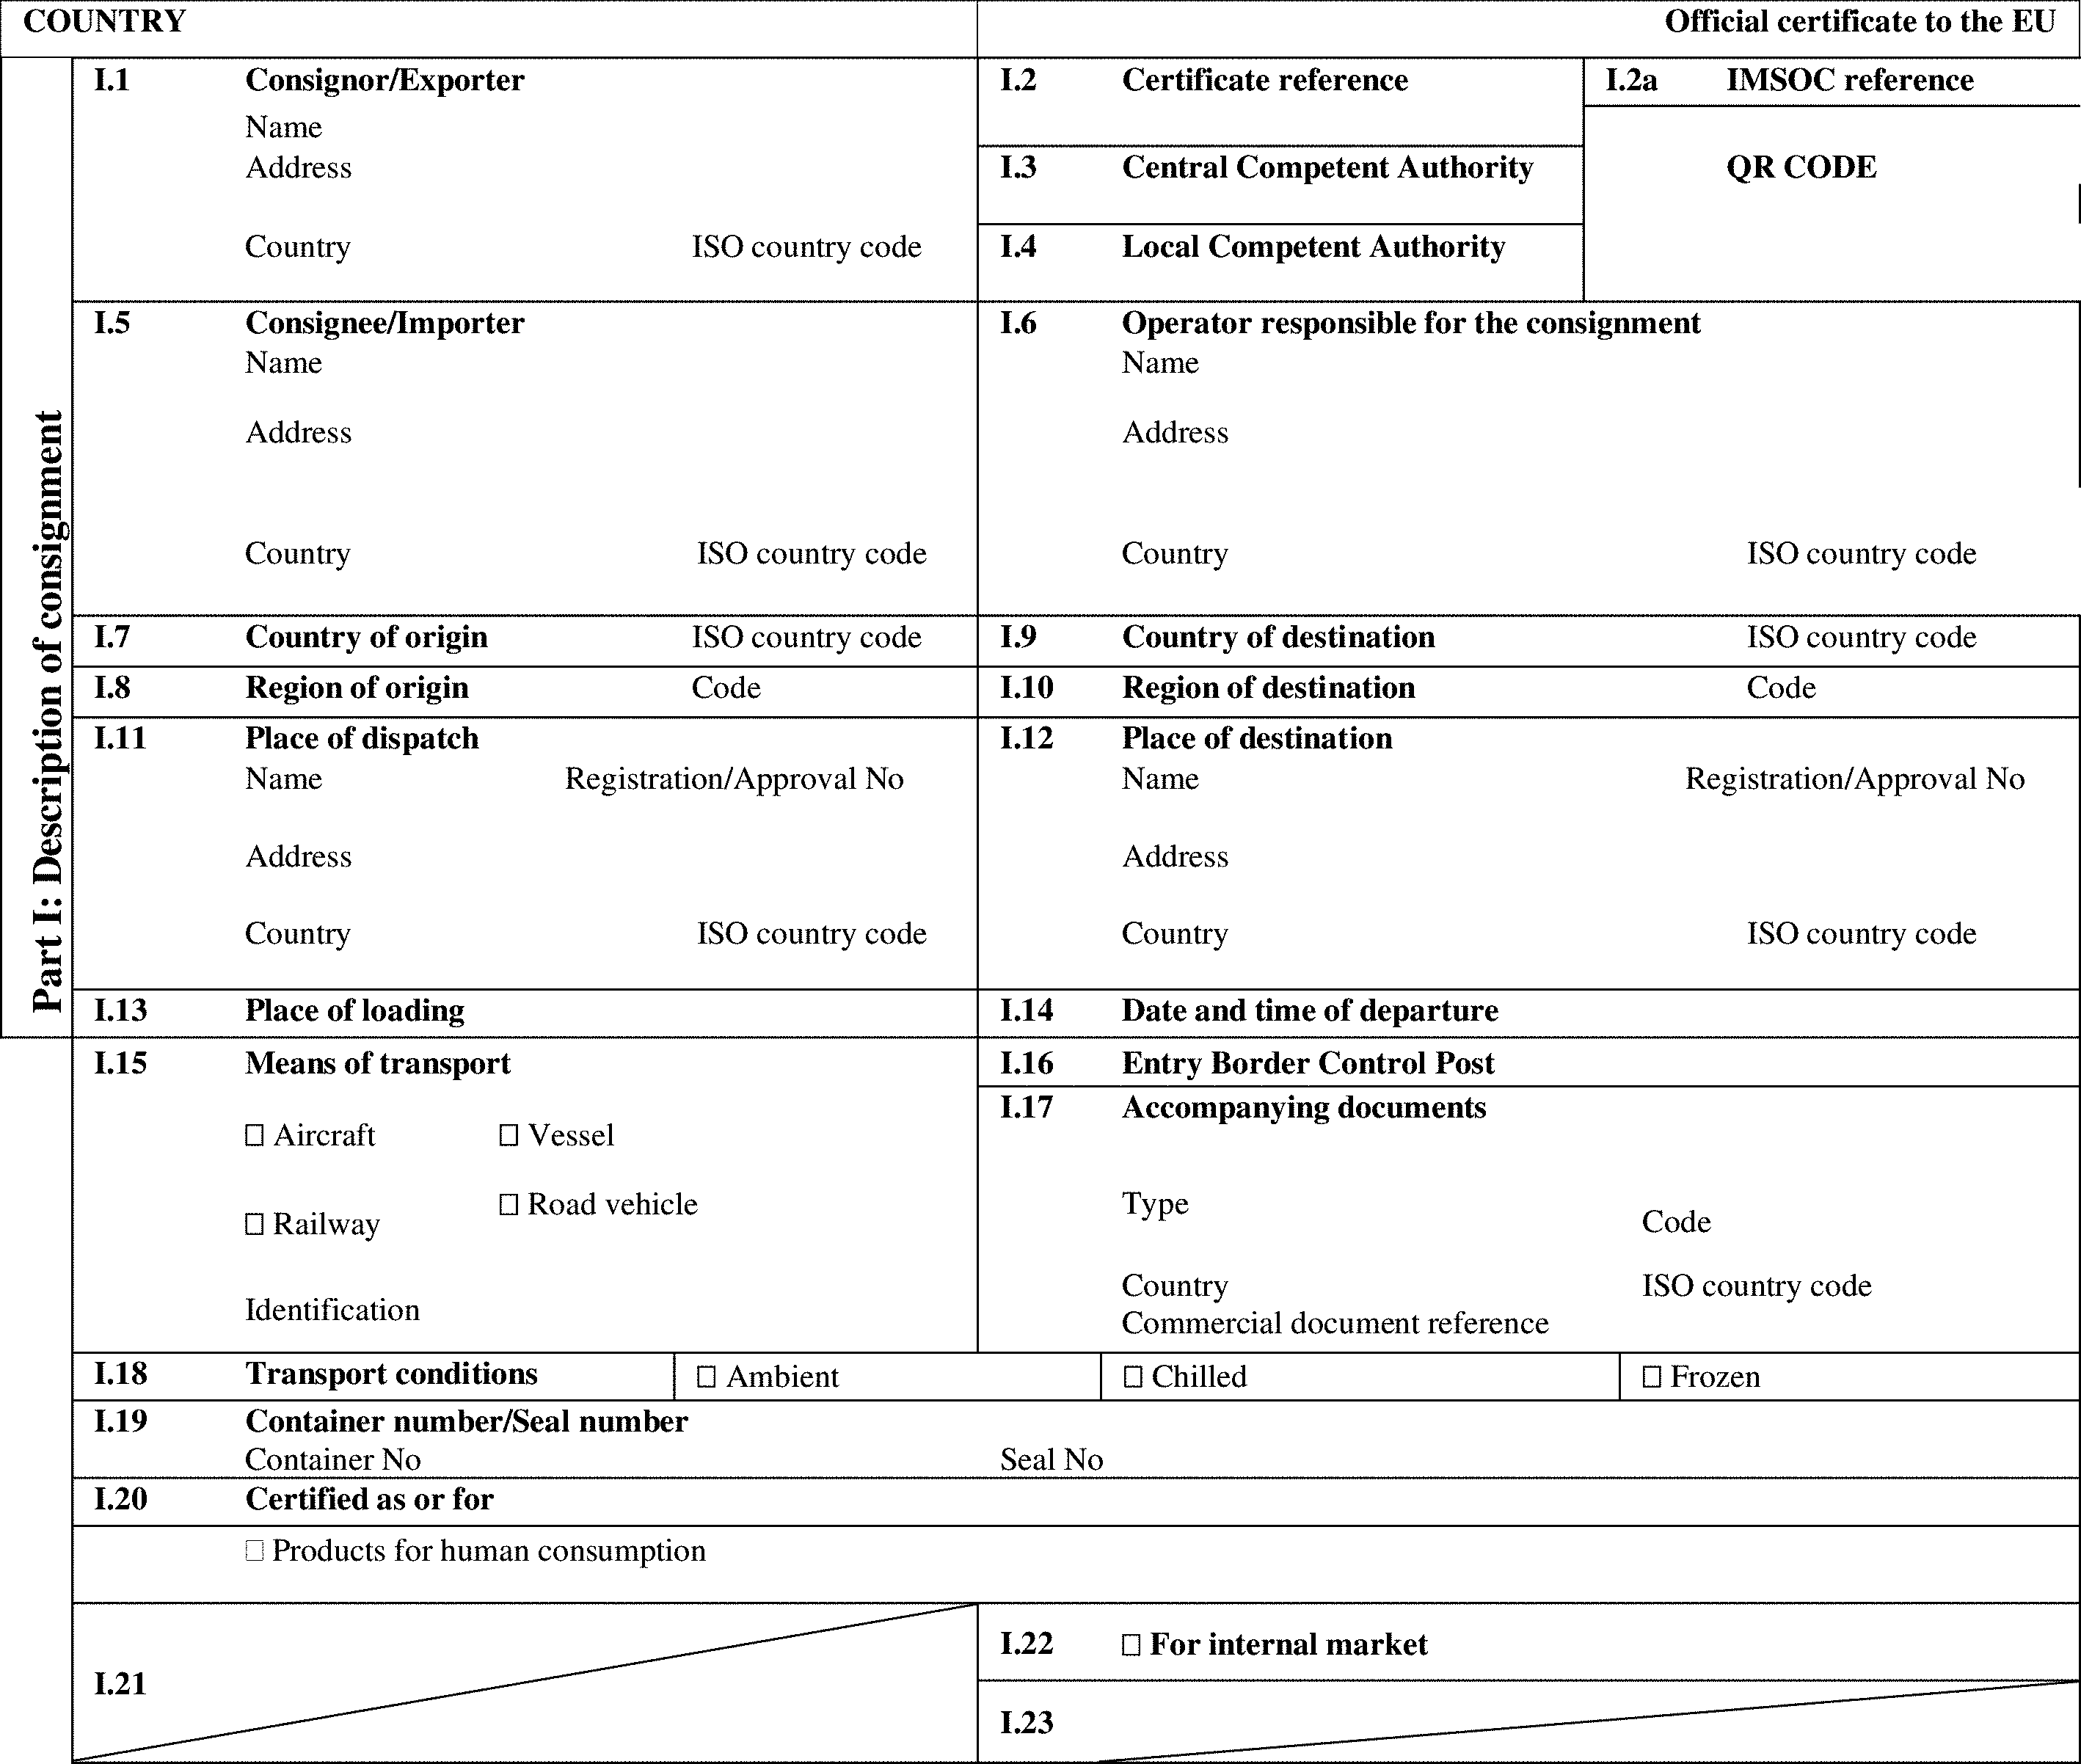 COUNTRY Official certificate to the EU
Part I: Description of consignment
I.1 Consignor/Exporter
Name
Address
Country ISO country code
I.2 Certificate reference
I.2a IMSOC reference
QR CODE
I.3 Central Competent Authority
I.4 Local Competent Authority
I.5 Consignee/Importer
Name
Address
Country ISO country code
I.6 Operator responsible for the consignment
Name
Address
Country ISO country code
I.7 Country of origin ISO country code
I.9 Country of destination ISO country code
I.8 Region of origin Code
I.10 Region of destination Code
I.11 Place of dispatch
Name Registration/Approval No
Address
Country ISO country code
I.12 Place of destination
Name Registration/Approval No
Address
Country ISO country code
I.13 Place of loading
I.14 Date and time of departure
I.15 Means of transport
☐ Aircraft ☐ Vessel
☐ Railway ☐ Road vehicle
Identification
I.16 Entry Border Control Post
I.17 Accompanying documents
Type Code
Country ISO country code
Commercial document reference
I.18 Transport conditions ☐ Ambient ☐ Chilled ☐ Frozen
I.19 Container number/Seal number
Container No Seal No
I.20 Certified as or for
☐ Products for human consumption
I.21
I.22 ☐ For internal market
I.23